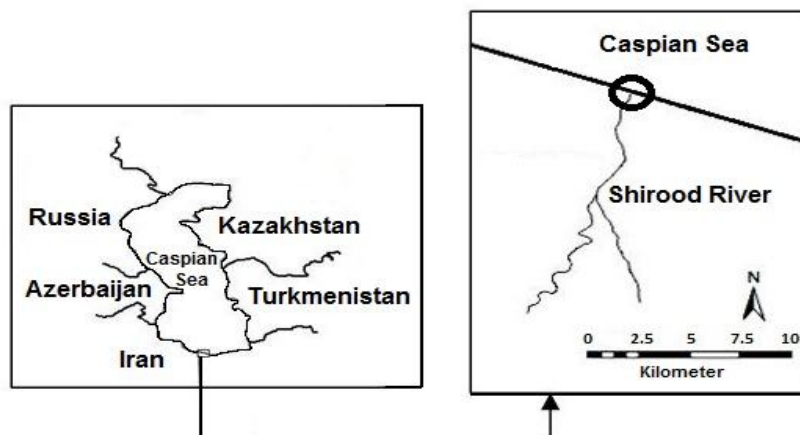 Russia
Kazakhstan
Caspian
Sea
Azerbaijan
Turkmenistan
Iran
Caspian Sea
Shirood River
N
0 2.5 5 7.5 10
Kilometer